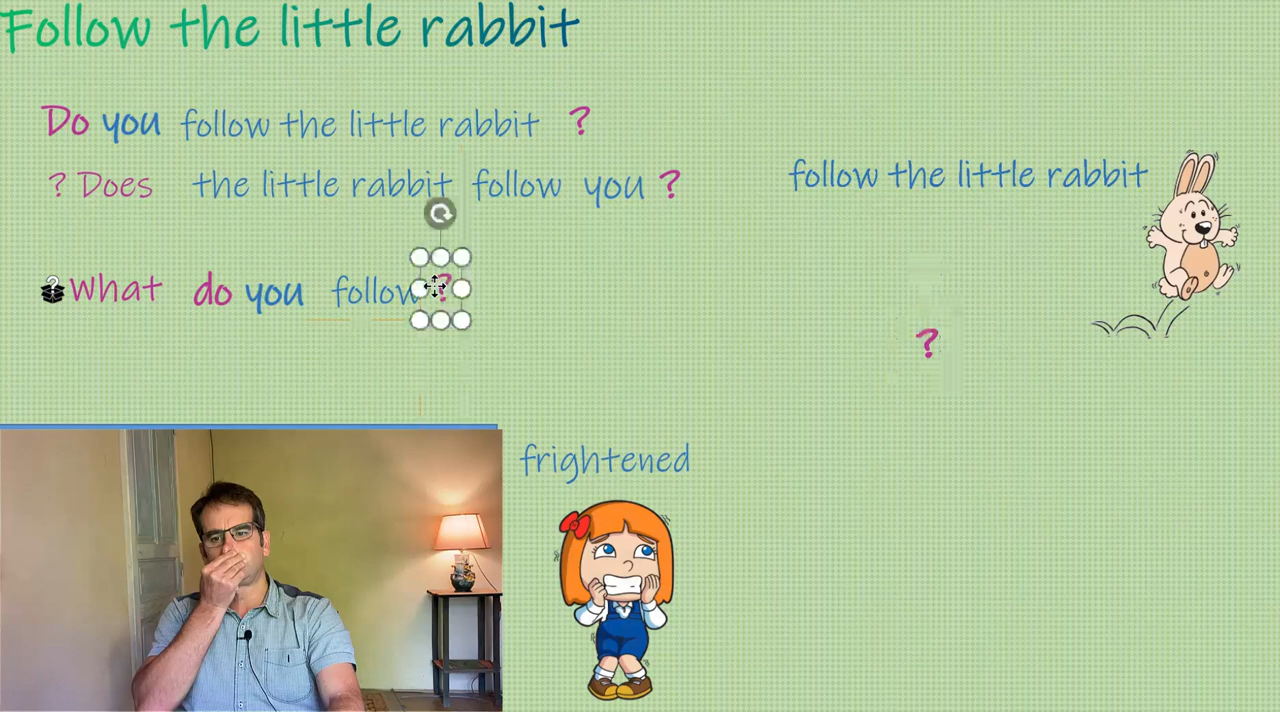 Follow the little rabbit
Do you follow the little rabbit ?
? Does the little rabbit follow you ?
follow the little rabbit
What do you follow ?
?
frightened